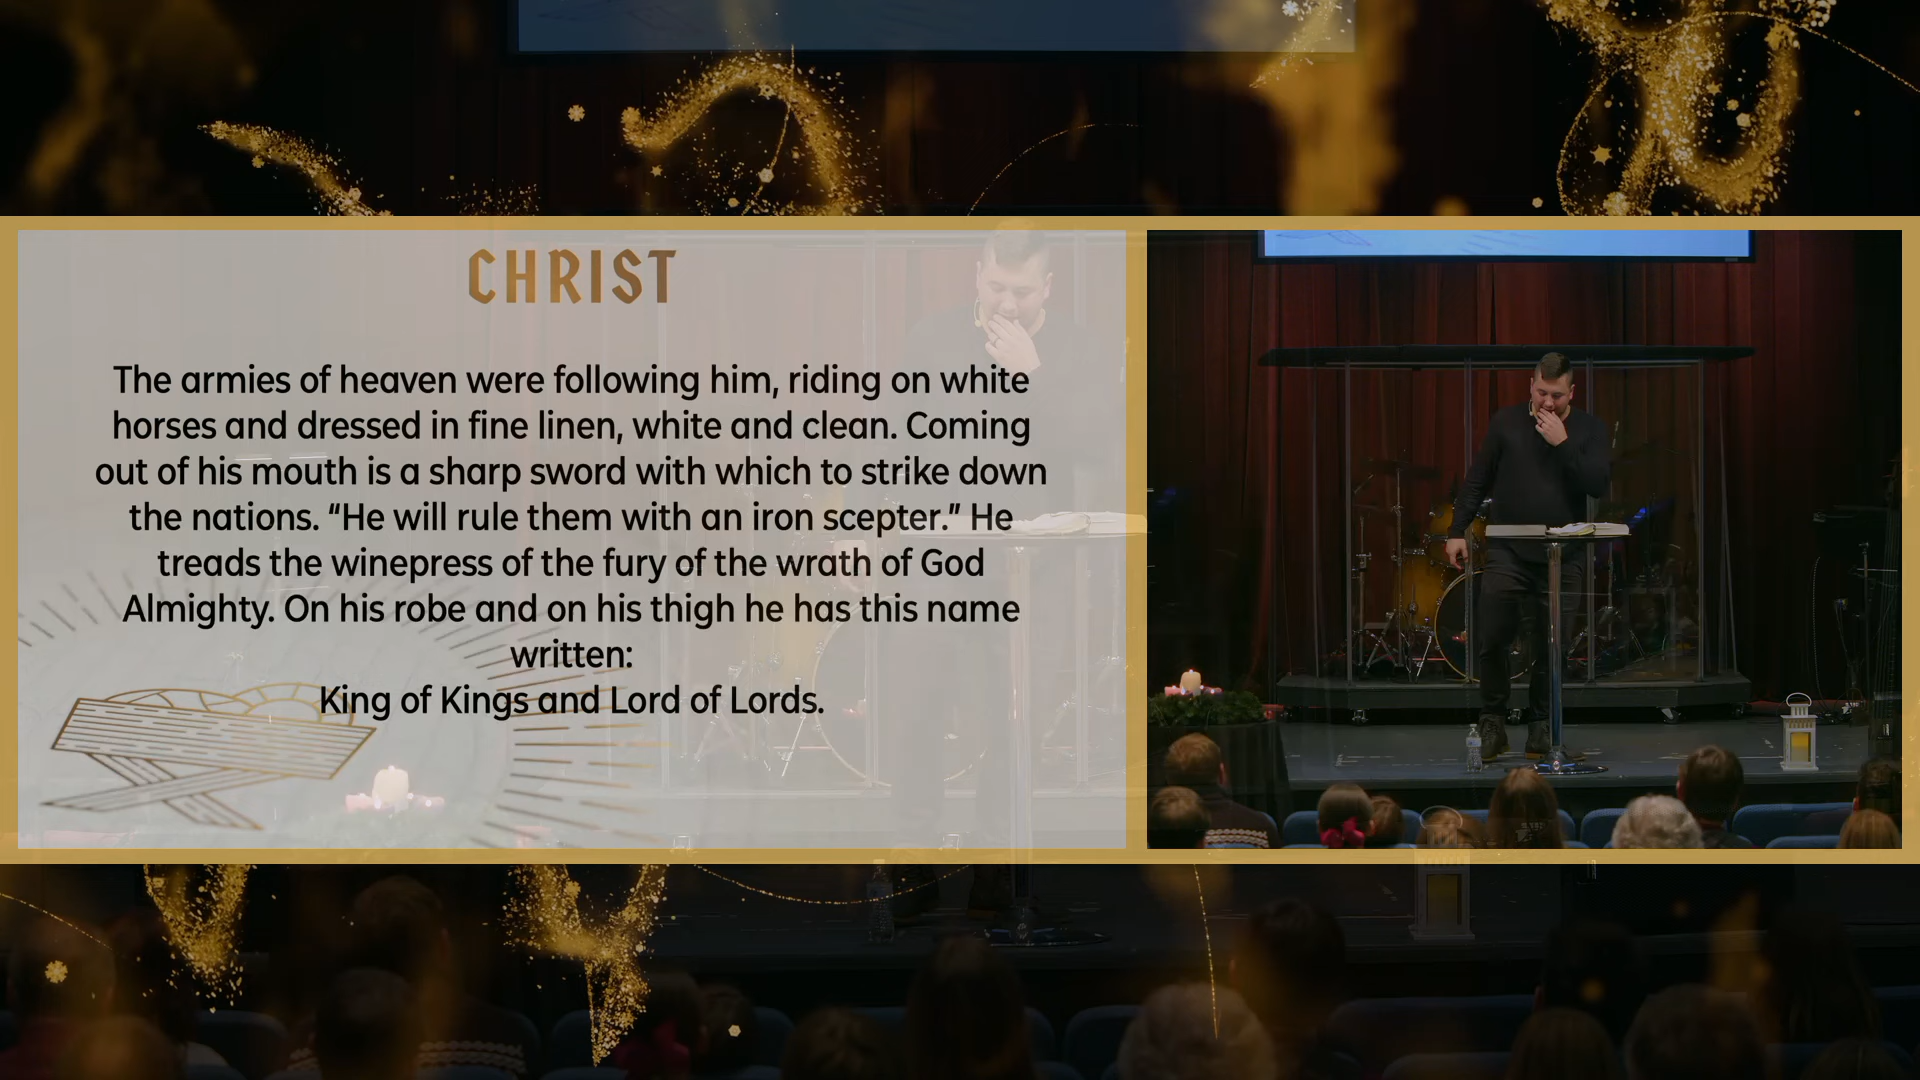 CHRIST
The armies of heaven were following him, riding on white
horses and dressed in fine linen, white and clean. Coming
out of his mouth is a sharp sword with which to strike down
the nations. “He will rule them with an iron scepter.” He
treads the winepress of the fury of the wrath of God
Almighty. On his robe and on his thigh he has this name
written:
King of Kings and Lord of Lords.